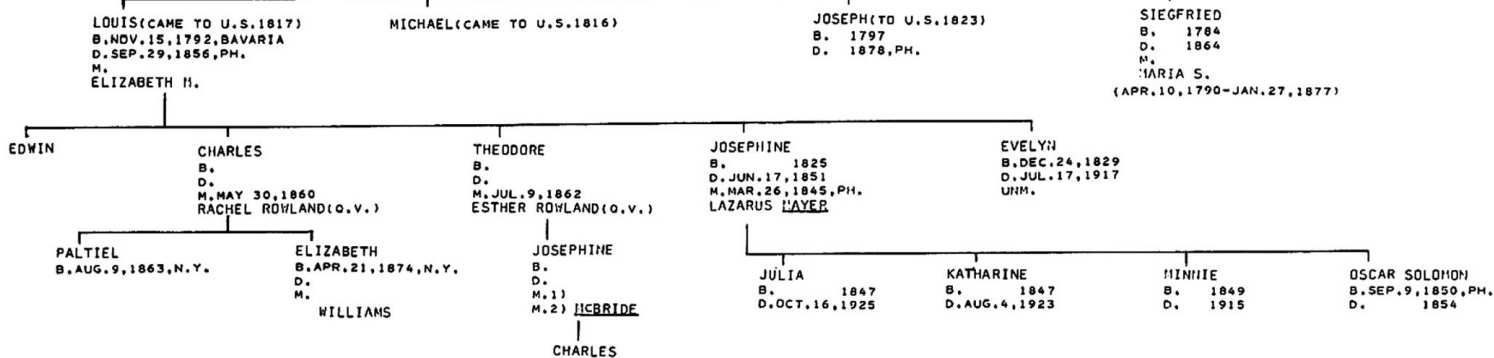 LOUIS(CAME TO U.S.1817)
B.NOV.15,1792,BAVARIA
D.SEP.29,1856,PH.
M.
ELIZABETH M.
MICHAEL(CAME TO U.S.1816)
JOSEPH(TO U.S.1823)
B. 1797
D. 1878,PH.
SIEGFRIED
B. 1784
D. 1864
M.
MARIA S.
(APR.10,1790-JAN.27,1877)
EDWIN
CHARLES
B.
D.
M.MAY 30,1860
RACHEL ROWLAND(Q.V.)
THEODORE
B.
D.
M.JUL.9,1862
ESTHER ROWLAND(Q.V.)
JOSEPHINE
B. 1825
D.JUN.17,1851
M.MAR.26,1845,PH.
LAZARUS MAYER
EVELYN
B.DEC.24,1829
D.JUL.17,1917
UNM.
PALTIEL
B.AUG.9,1863,N.Y.
ELIZABETH
B.APR.21,1874,N.Y.
D.
M.
WILLIAMS
JOSEPHINE
B.
D.
M.1)
M.2) MCBRIDE
CHARLES
JULIA
B. 1847
D.OCT.16,1925
KATHARINE
B. 1847
D.AUG.4,1923
MINNIE
B. 1849
D. 1915
OSCAR SOLOMON
B.SEP.9,1850,PH.
D. 1854